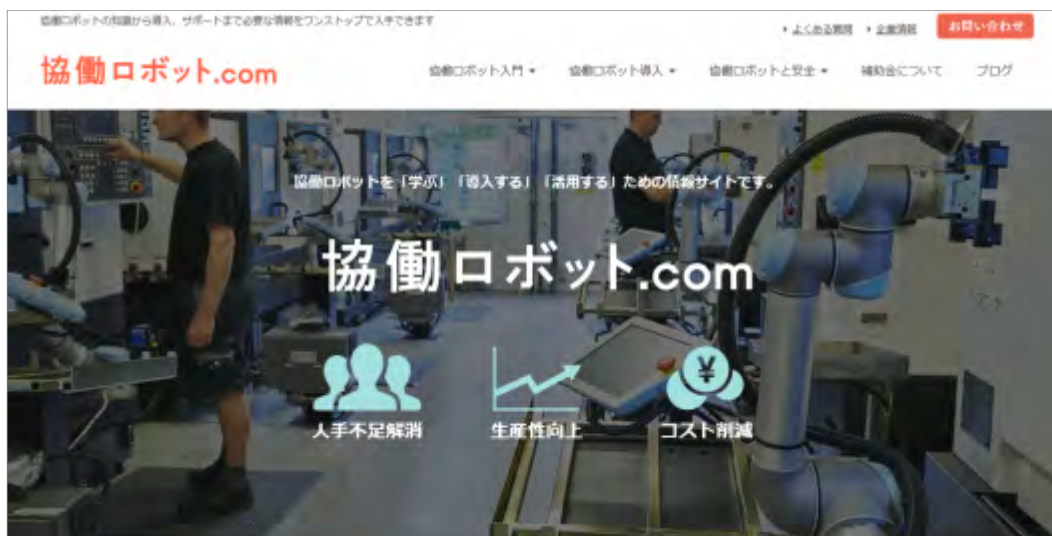 協働ロボットの知識から導入、サポートまで必要な情報をワンストップで入手できます
よくある質問 企業情報 お問い合わせ
協働ロボット.com
協働ロボット入門 協働ロボット導入 協働ロボットと安全 補助金について ブログ
協働ロボットを「学ぶ」「導入する」「活用する」ための情報サイトです。
協働ロボット.com
人手不足解消 生産性向上 コスト削減